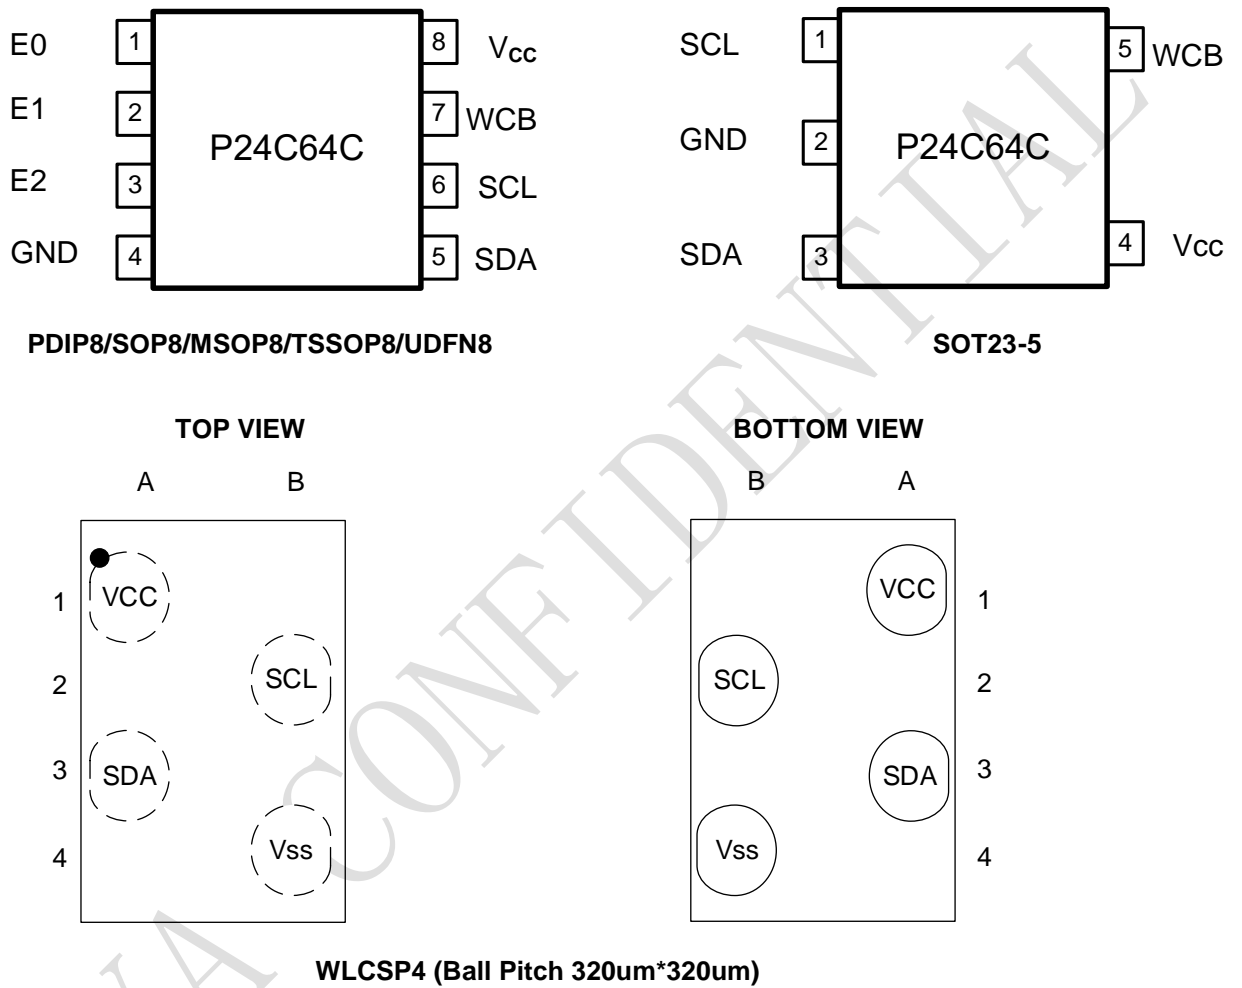 E0 1 8 Vcc
E1 2 7 WCB
E2 3 6 SCL
GND 4 5 SDA
P24C64C
PDIP8/SOP8/MSOP8/TSSOP8/UDFN8
SCL 1 5 WCB
GND 2
P24C64C
SDA 3 4 Vcc
SOT23-5
TOP VIEW
A B
1 VCC
2 SCL
3 SDA
4 Vss
BOTTOM VIEW
B A
VCC 1
SCL 2
SDA 3
Vss 4
WLCSP4 (Ball Pitch 320um*320um)
YA CONFIDENTIAL